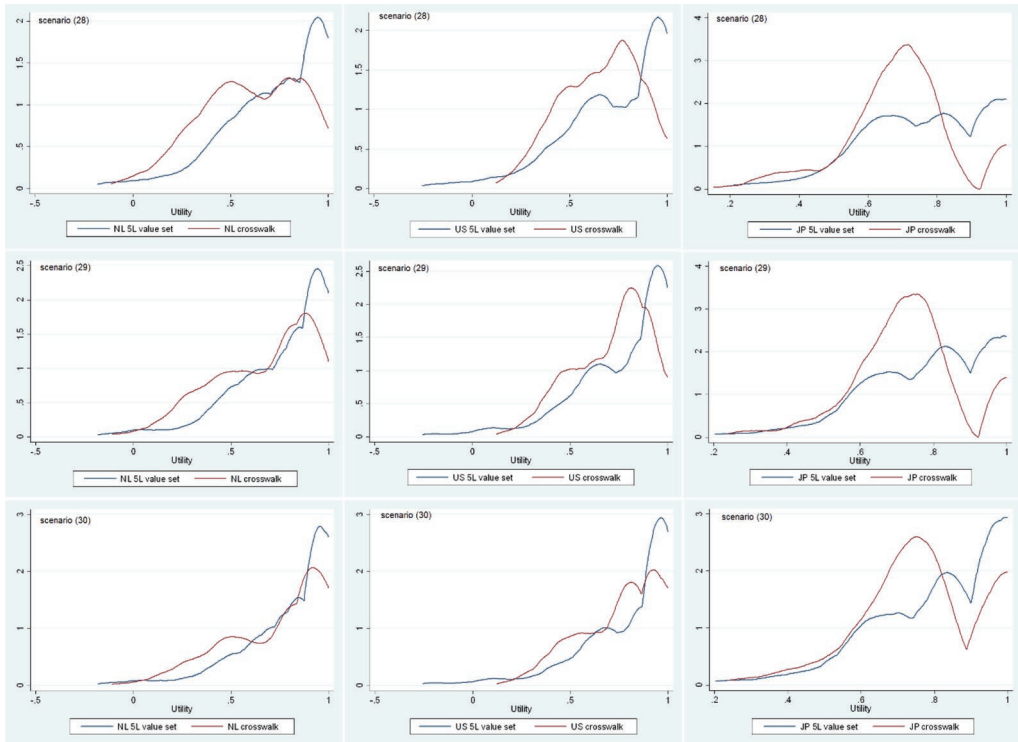 scenario (28)
2
1.5
1
.5
0
-.5 0 .5 1
Utility
NL 5L value set NL crosswalk
scenario (28)
2
1.5
1
.5
0
-.5 0 .5 1
Utility
US 5L value set US crosswalk
scenario (28)
4
3
2
1
0
.2 .4 .6 .8 1
Utility
JP 5L value set JP crosswalk
scenario (29)
2.5
2
1.5
1
.5
0
-.5 0 .5 1
Utility
NL 5L value set NL crosswalk
scenario (29)
2.5
2
1.5
1
.5
0
-.5 0 .5 1
Utility
US 5L value set US crosswalk
scenario (29)
4
3
2
1
0
.2 .4 .6 .8 1
Utility
JP 5L value set JP crosswalk
scenario (30)
3
2
1
0
-.5 0 .5 1
Utility
NL 5L value set NL crosswalk
scenario (30)
3
2
1
0
-.5 0 .5 1
Utility
US 5L value set US crosswalk
scenario (30)
3
2
1
0
.2 .4 .6 .8 1
Utility
JP 5L value set JP crosswalk